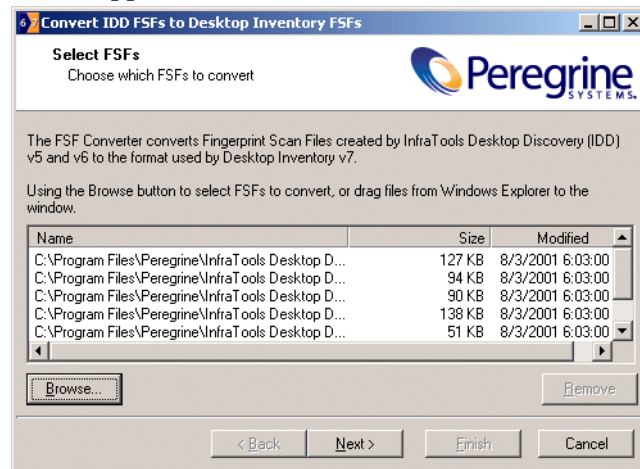 6 7 Convert IDD FSFs to Desktop Inventory FSFs
Select FSFs
Choose which FSFs to convert
Peregrine
SYSTEMS.
The FSF Converter converts Fingerprint Scan Files created by InfraTools Desktop Discovery (IDD)
v5 and v6 to the format used by Desktop Inventory v7.
Using the Browse button to select FSFs to convert, or drag files from Windows Explorer to the
window.
Name Size Modified
C:\Program Files\Peregrine\InfraTools Desktop D... 127 KB 8/3/2001 6:03:00
C:\Program Files\Peregrine\InfraTools Desktop D... 94 KB 8/3/2001 6:03:00
C:\Program Files\Peregrine\InfraTools Desktop D... 90 KB 8/3/2001 6:03:00
C:\Program Files\Peregrine\InfraTools Desktop D... 138 KB 8/3/2001 6:03:00
C:\Program Files\Peregrine\InfraTools Desktop D... 51 KB 8/3/2001 6:03:00
Browse... Remove
< Back Next > Finish Cancel